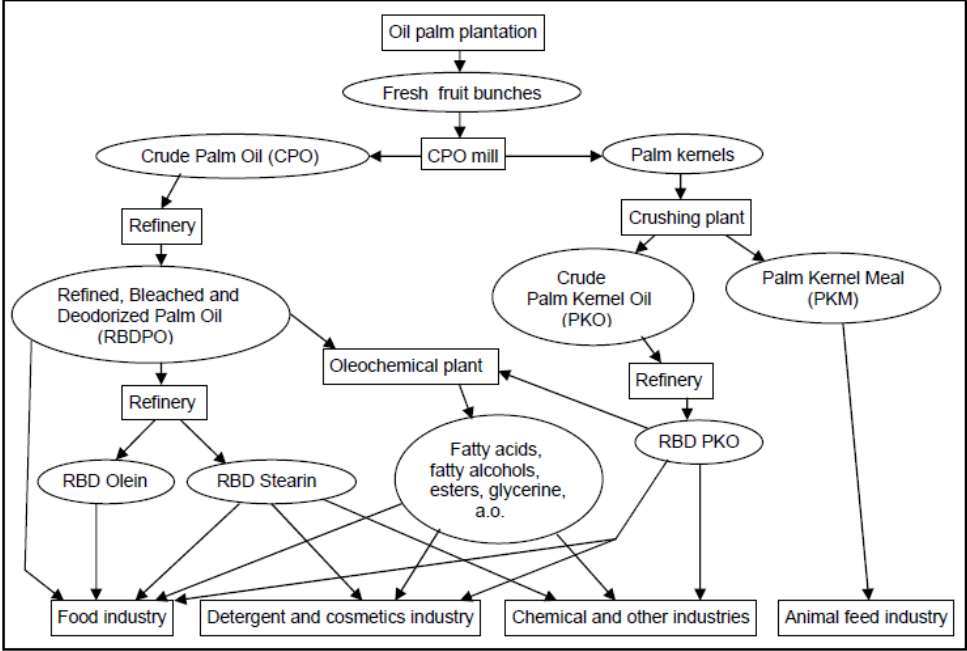 Oil palm plantation
Fresh fruit bunches
Crude Palm Oil (CPO)
CPO mill
Palm kernels
Refinery
Crushing plant
Refined, Bleached and
Deodorized Palm Oil
(RBDPO)
Crude
Palm Kernel Oil
(PKO)
Palm Kernel Meal
(PKM)
Oleochemical plant
Refinery
Refinery
RBD PKO
RBD Olein
RBD Stearin
Fatty acids,
fatty alcohols,
esters, glycerine,
a.o.
Food industry
Detergent and cosmetics industry
Chemical and other industries
Animal feed industry